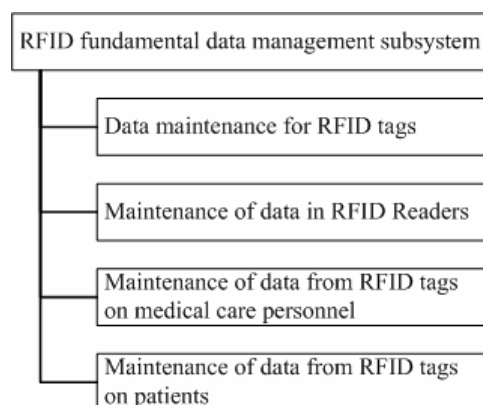 RFID fundamental data management subsystem
Data maintenance for RFID tags
Maintenance of data in RFID Readers
Maintenance of data from RFID tags
on medical care personnel
Maintenance of data from RFID tags
on patients